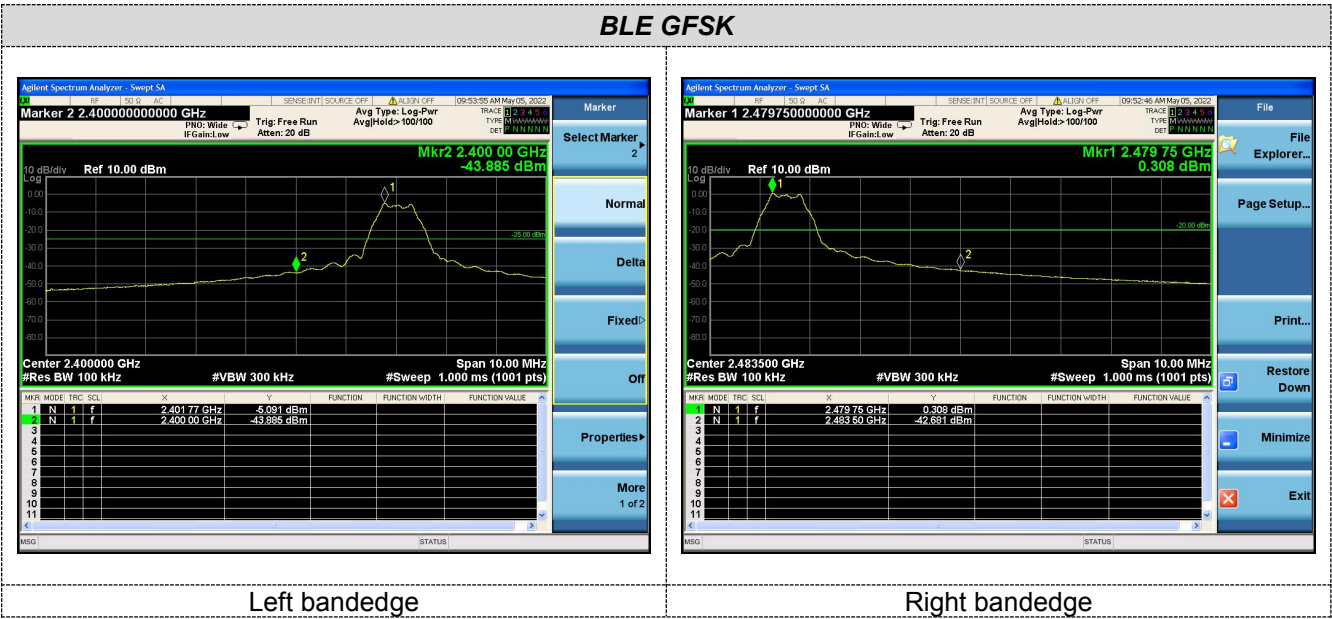 BLE GFSK
Agilent Spectrum Analyzer - Swept SA
RF 50 Ω AC SENSE:INT SOURCE OFF ALIGN OFF 09:53:55 AM May 05, 2022
Marker 2 2.400000000000 GHz
PNO: Wide
IFGain:Low
Trig: Free Run
Atten: 20 dB
Avg Type: Log-Pwr
Avg|Hold:> 100/100
TRACE 1 2 3 4 5 6
TYPE M
DET P N N N N N
Mkr2 2.400 00 GHz
-43.885 dBm
10 dB/div
Log
Ref 10.00 dBm
0.00
-10.0
-20.0
-30.0
-40.0
-50.0
-60.0
-70.0
-80.0
1
2
-25.00 dBm
Center 2.400000 GHz
Span 10.00 MHz
#Res BW 100 kHz
#VBW 300 kHz
#Sweep 1.000 ms (1001 pts)
MKR MODE TRC SCL X Y FUNCTION FUNCTION WIDTH FUNCTION VALUE
1 N 1 f 2.401 77 GHz -5.091 dBm
2 N 1 f 2.400 00 GHz -43.885 dBm
3
4
5
6
7
8
9
10
11
MSG
STATUS
Marker
Select Marker
2
Normal
Delta
Fixed
Off
Properties
More
1 of 2
Agilent Spectrum Analyzer - Swept SA
RF 50 Ω AC SENSE:INT SOURCE OFF ALIGN OFF 09:52:46 AM May 05, 2022
Marker 1 2.479750000000 GHz
PNO: Wide
IFGain:Low
Trig: Free Run
Atten: 20 dB
Avg Type: Log-Pwr
Avg|Hold:> 100/100
TRACE 1 2 3 4 5 6
TYPE M
DET P N N N N N
Mkr1 2.479 75 GHz
0.308 dBm
10 dB/div
Log
Ref 10.00 dBm
0.00
-10.0
-20.0
-30.0
-40.0
-50.0
-60.0
-70.0
-80.0
1
2
-20.00 dBm
Center 2.483500 GHz
Span 10.00 MHz
#Res BW 100 kHz
#VBW 300 kHz
#Sweep 1.000 ms (1001 pts)
MKR MODE TRC SCL X Y FUNCTION FUNCTION WIDTH FUNCTION VALUE
1 N 1 f 2.479 75 GHz 0.308 dBm
2 N 1 f 2.483 50 GHz -42.681 dBm
3
4
5
6
7
8
9
10
11
MSG
STATUS
File
File
Explorer...
Page Setup...
Print...
Restore
Down
Minimize
Exit
Left bandedge
Right bandedge